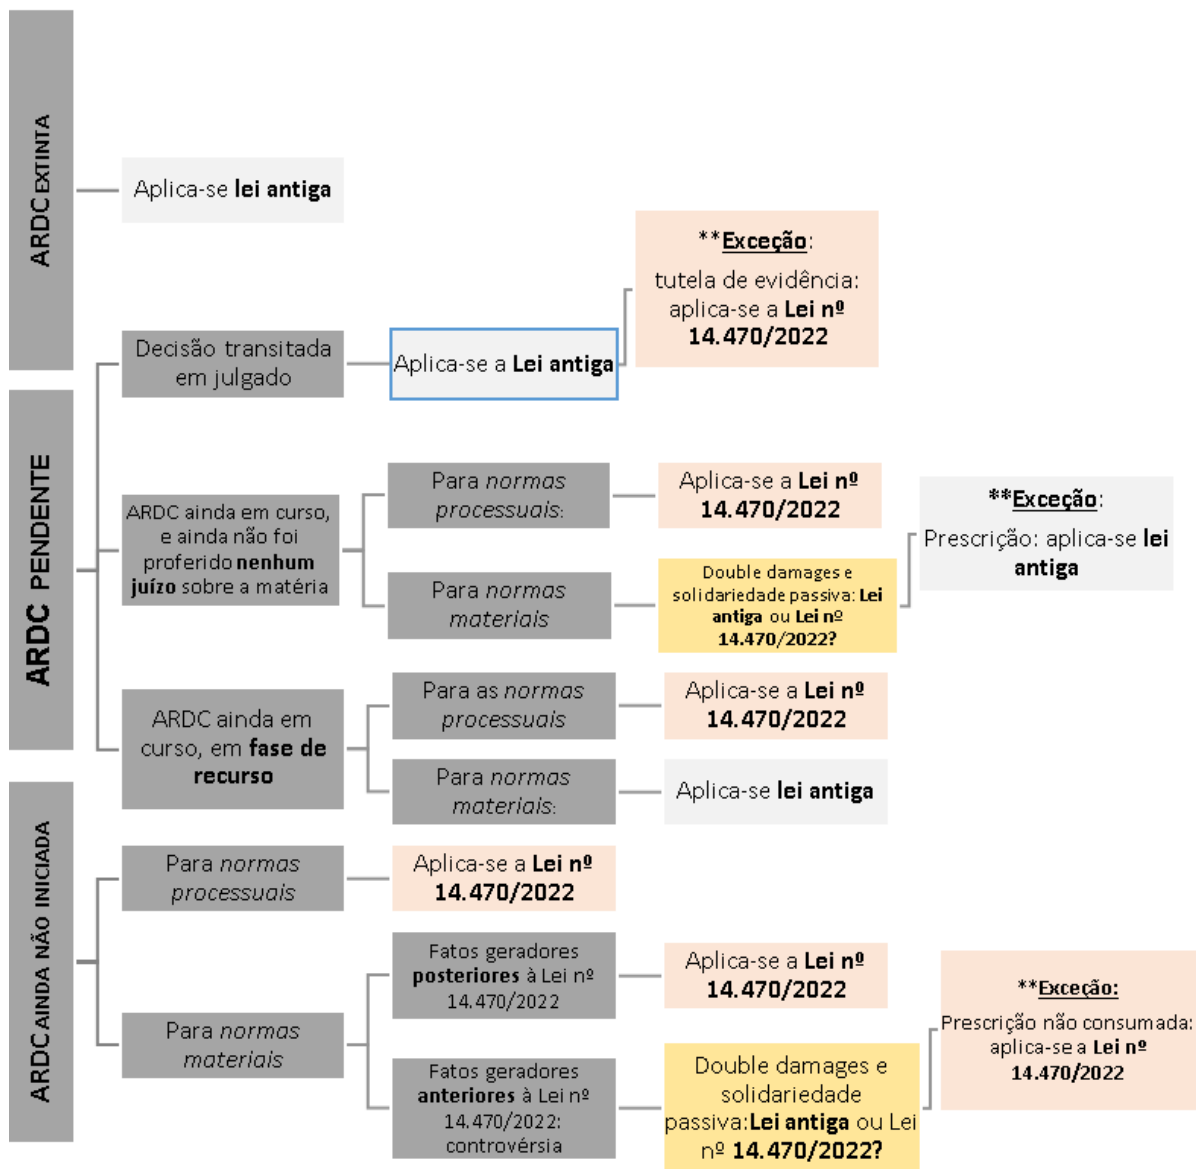 ARDC EXTINTA
Aplica-se lei antiga
ARDC PENDENTE
Decisão transitada
em julgado
Aplica-se a Lei antiga
**Exceção:
tutela de evidência:
aplica-se a Lei nº
14.470/2022
ARDC ainda em curso,
e ainda não foi
proferido nenhum
juízo sobre a matéria
Para normas
processuais:
Aplica-se a Lei nº
14.470/2022
Para normas
materiais
Double damages e
solidariedade passiva: Lei
antiga ou Lei nº
14.470/2022?
**Exceção:
Prescrição: aplica-se lei
antiga
ARDC ainda em
curso, em fase de
recurso
Para as normas
processuais
Aplica-se a Lei nº
14.470/2022
Para normas
materiais:
Aplica-se lei antiga
ARDC AINDA NÃO INICIADA
Para normas
processuais
Aplica-se a Lei nº
14.470/2022
Para normas
materiais
Fatos geradores
posteriores à Lei nº
14.470/2022
Aplica-se a Lei nº
14.470/2022
Fatos geradores
anteriores à Lei nº
14.470/2022:
controvérsia
Double damages e
solidariedade
passiva:Lei antiga ou Lei
nº 14.470/2022?
**Exceção:
Prescrição não consumada:
aplica-se a Lei nº
14.470/2022